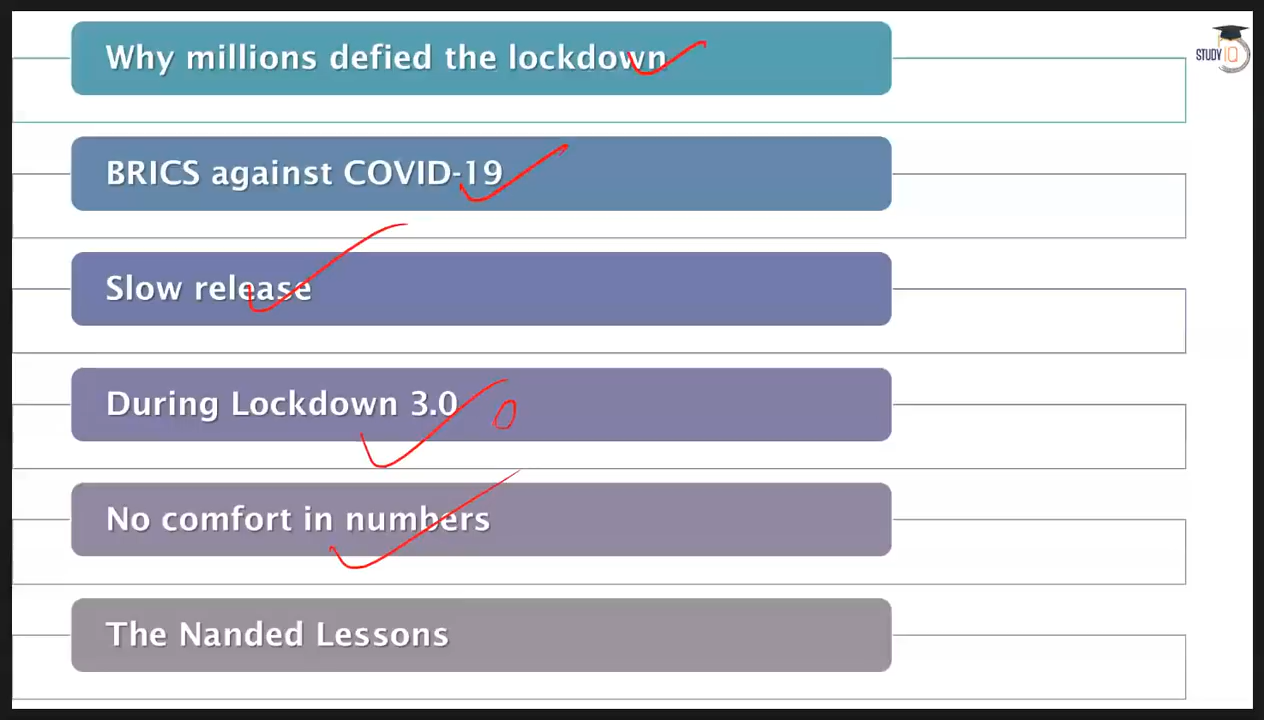 Why millions defied the lockdown
STUDY IQ
BRICS against COVID-19
Slow release
During Lockdown 3.0
No comfort in numbers
The Nanded Lessons